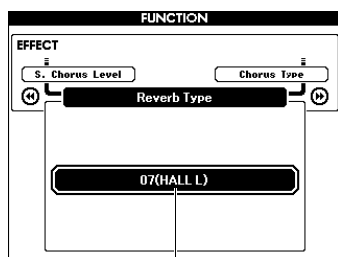 FUNCTION
EFFECT
S. Chorus Level
Chorus Type
Reverb Type
07(HALL L)